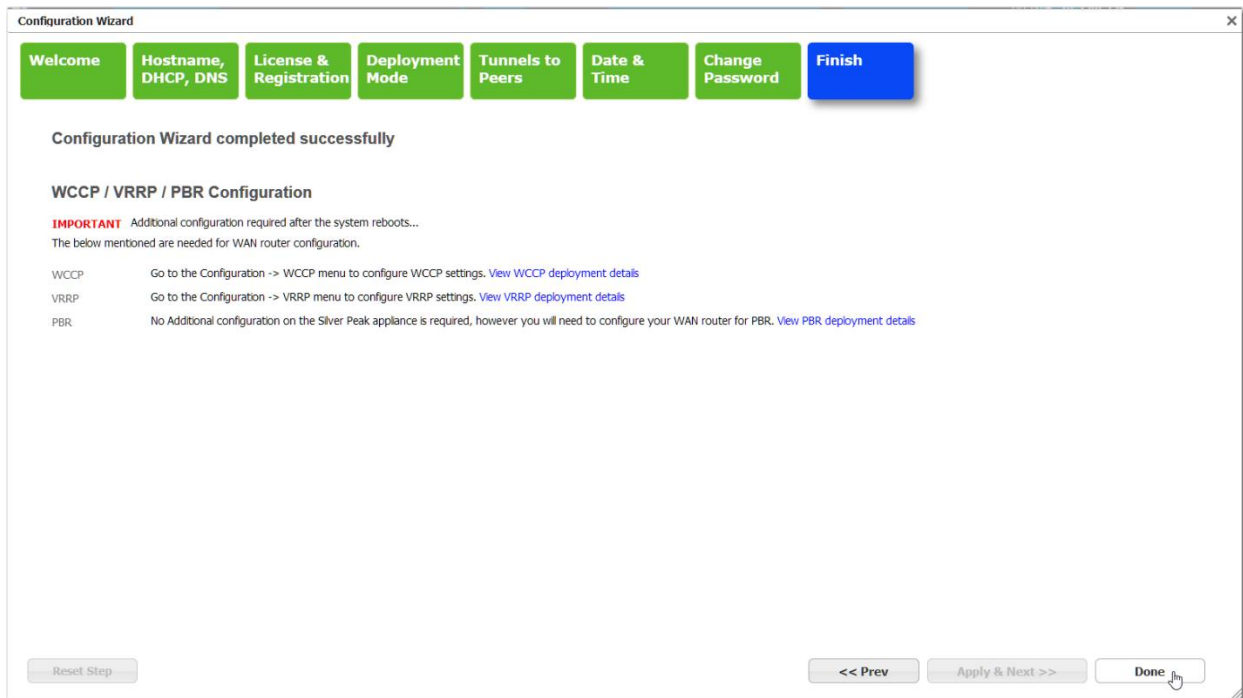 Configuration Wizard
Welcome
Hostname,
DHCP, DNS
License &
Registration
Deployment
Mode
Tunnels to
Peers
Date &
Time
Change
Password
Finish
Configuration Wizard completed successfully
WCCP / VRRP / PBR Configuration
IMPORTANT Additional configuration required after the system reboots...
The below mentioned are needed for WAN router configuration.
WCCP Go to the Configuration -> WCCP menu to configure WCCP settings. View WCCP deployment details
VRRP Go to the Configuration -> VRRP menu to configure VRRP settings. View VRRP deployment details
PBR No Additional configuration on the Silver Peak appliance is required, however you will need to configure your WAN router for PBR. View PBR deployment details
Reset Step
<< Prev
Apply & Next >>
Done